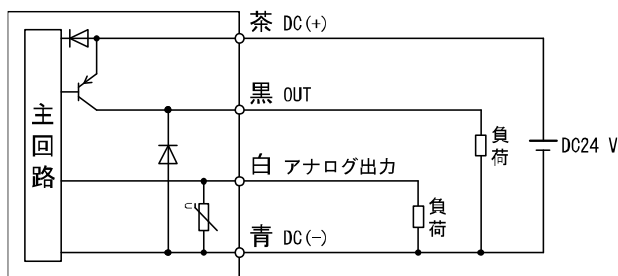 茶 DC(+)
主回路
黒 OUT
負荷
DC24 V
白 アナログ出力
負荷
青 DC(-)